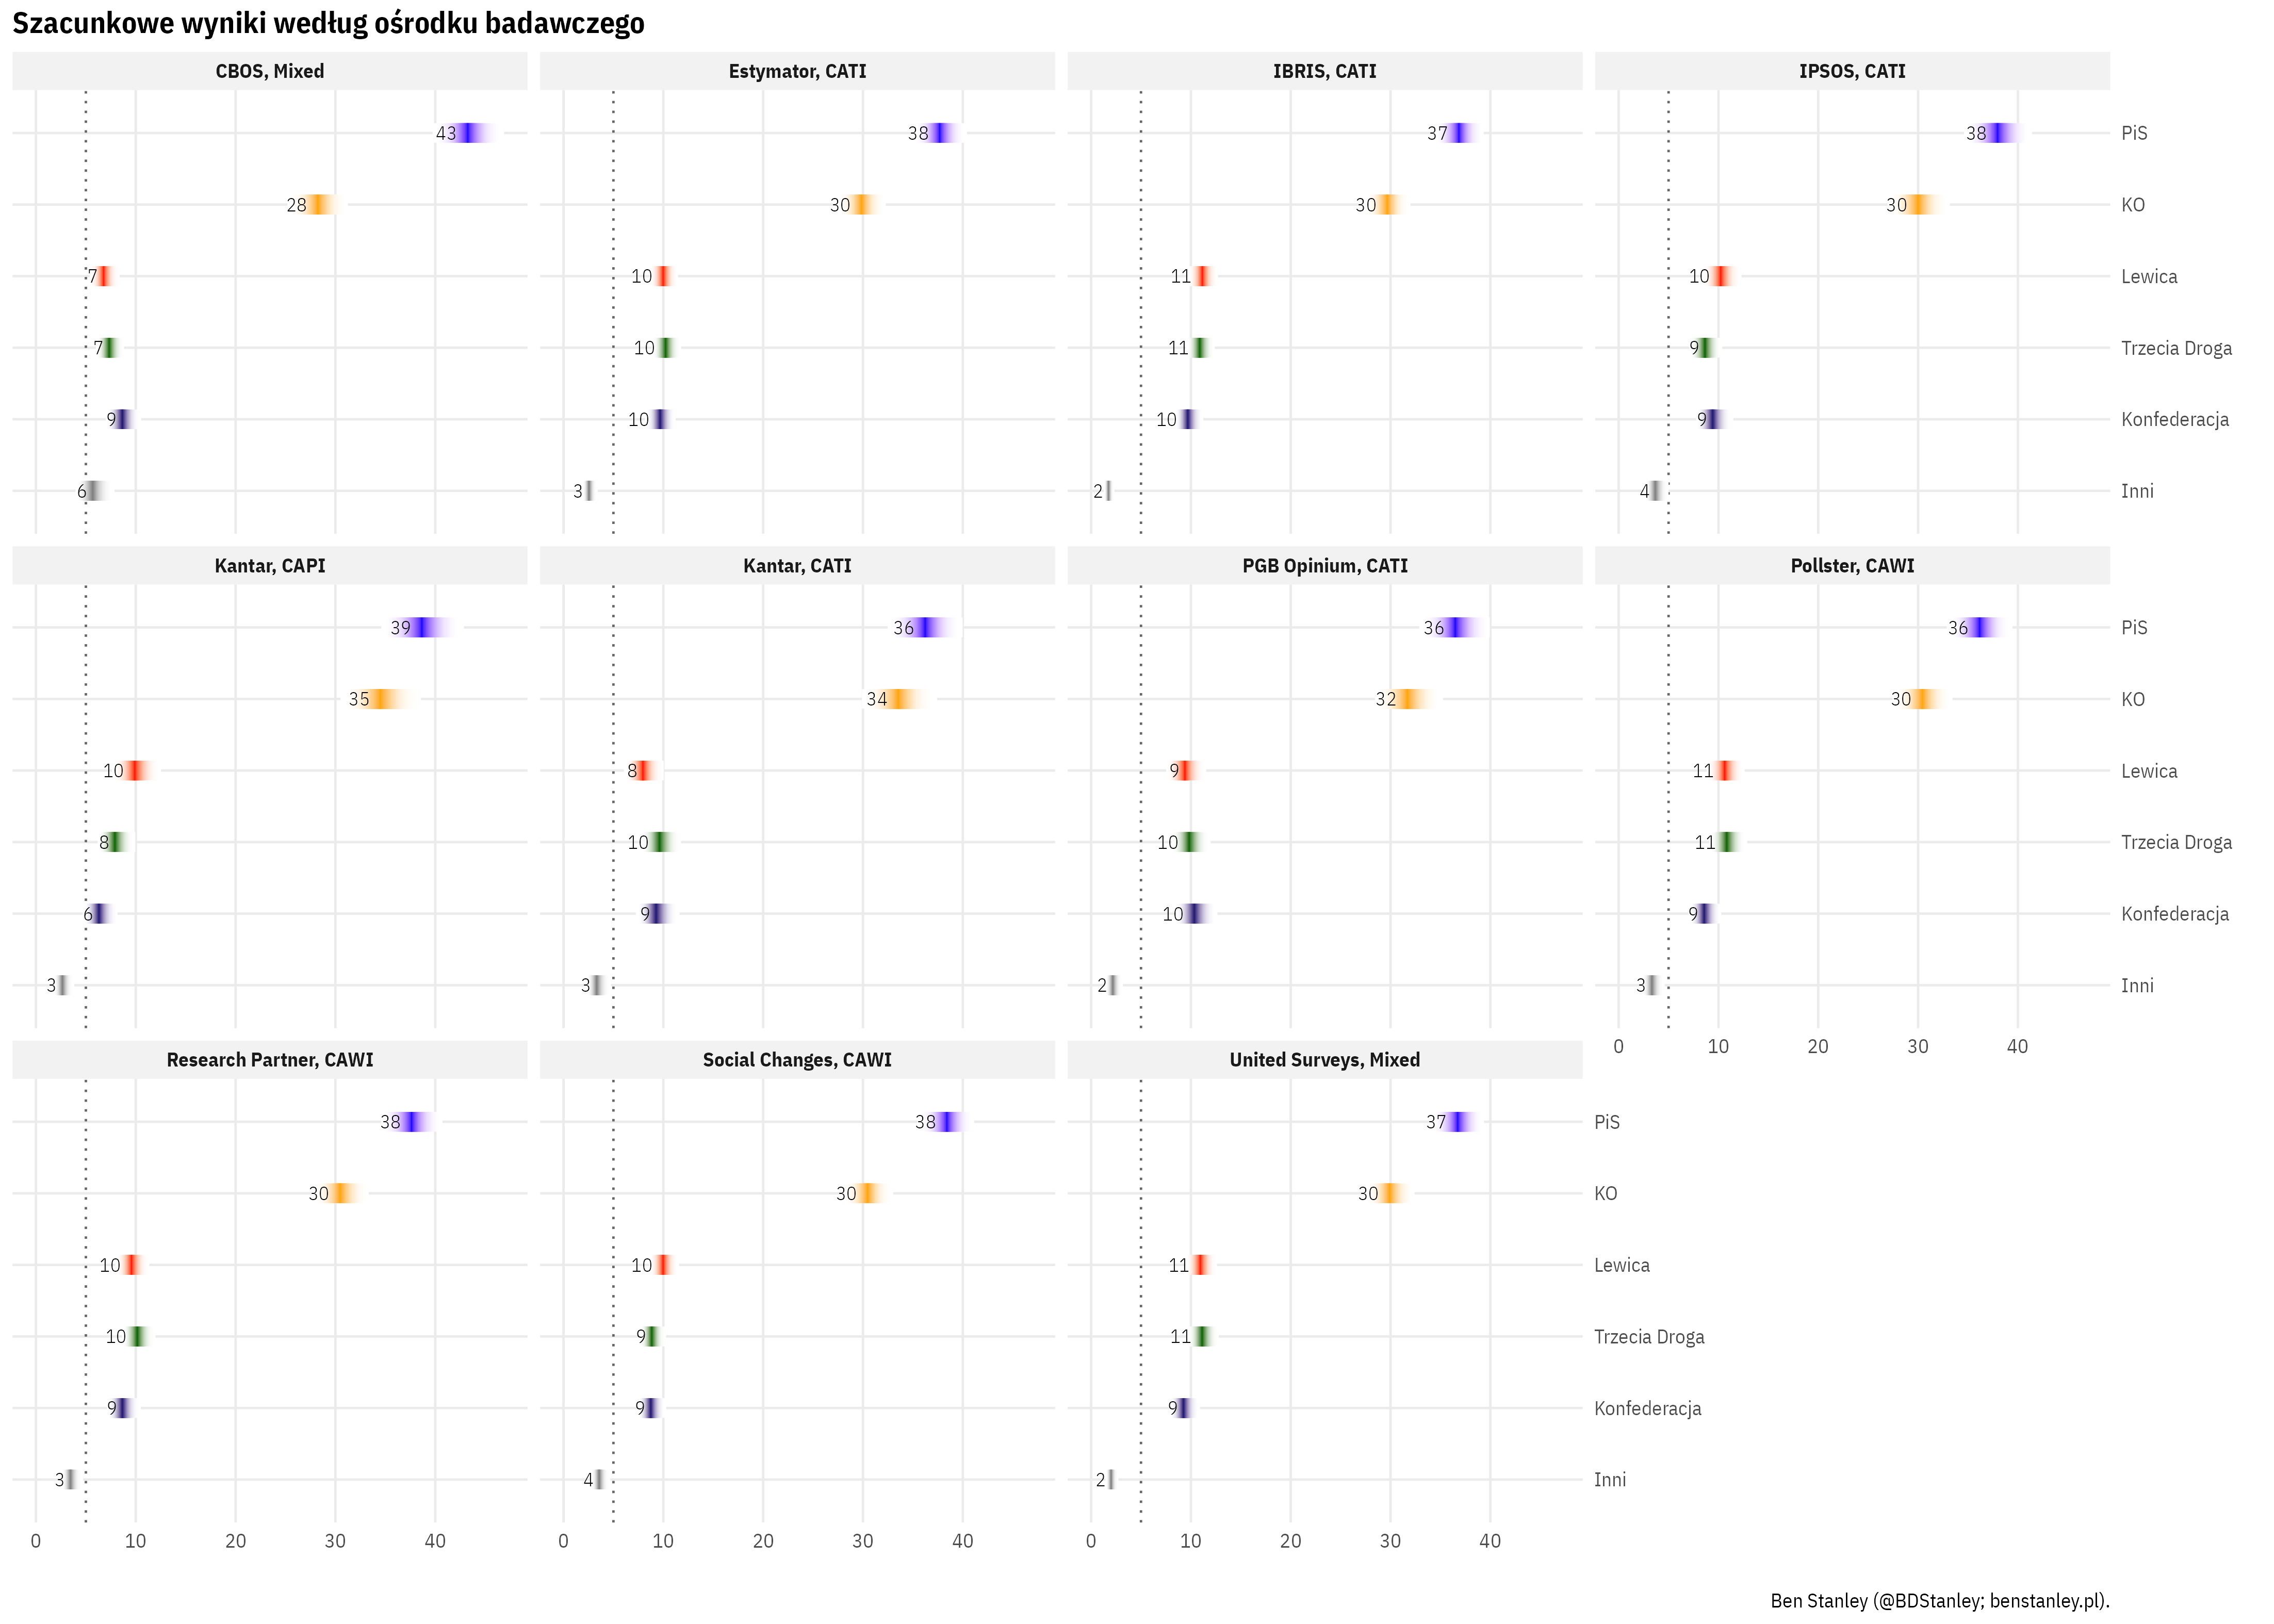 Szacunkowe wyniki według ośrodku badawczego
CBOS, Mixed
Estymator, CATI
IBRIS, CATI
IPSOS, CATI
43 38 37 38 PiS
28 30 30 30 KO
7 10 11 10 Lewica
7 10 11 9 Trzecia Droga
9 10 10 9 Konfederacja
6 3 2 4 Inni
Kantar, CAPI
Kantar, CATI
PGB Opinium, CATI
Pollster, CAWI
39 36 36 36 PiS
35 34 32 30 KO
10 8 9 11 Lewica
8 10 10 11 Trzecia Droga
6 9 10 9 Konfederacja
3 3 2 3 Inni
0 10 20 30 40
Research Partner, CAWI
Social Changes, CAWI
United Surveys, Mixed
38 38 37 PiS
30 30 30 KO
10 10 11 Lewica
10 9 11 Trzecia Droga
9 9 9 Konfederacja
3 4 2 Inni
0 10 20 30 40 0 10 20 30 40 0 10 20 30 40
Ben Stanley (@BDStanley; benstanley.pl).